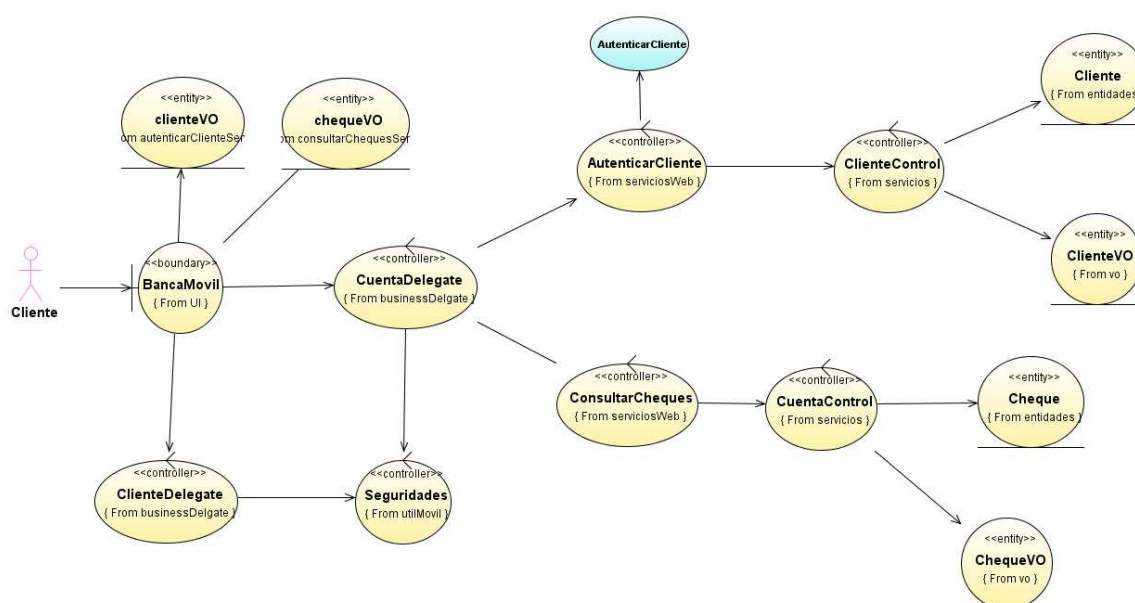 AutenticarCliente
<<entity>>
Cliente
{ From entidades
<<entity>>
clienteVO
om autenticarClienteSer
<<entity>>
chequeVO
om consultarChequesSer
<<controller>>
AutenticarCliente
{ From serviciosWeb }
<<controller>>
ClienteControl
{ From servicios }
<<entity>>
ClienteVO
{ From vo }
Cliente
<<boundary>>
BancaMovil
{ From UI }
<<controller>>
CuentaDelegate
{ From businessDelgate }
<<controller>>
ConsultarCheques
{ From serviciosWeb }
<<controller>>
CuentaControl
{ From servicios }
<<entity>>
Cheque
{ From entidades }
<<controller>>
ClienteDelegate
{ From businessDelgate }
<<controller>>
Seguridades
{ From utilMovil }
<<entity>>
ChequeVO
{ From vo }